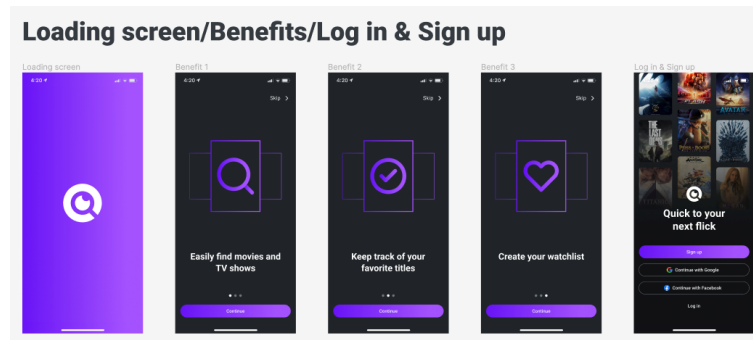 Loading screen/Benefits/Log in & Sign up
Loading screen
Benefit 1
Benefit 2
Benefit 3
Log in & Sign up
4:20
4:20
Skip >
Easily find movies and
TV shows
Continue
4:20
Skip >
Keep track of your
favorite titles
Continue
4:20
Skip >
Create your watchlist
Continue
AVATAR
THE
LAST
Quick to your
next flick
Sign up
Continue with Google
Continue with Facebook
Log in